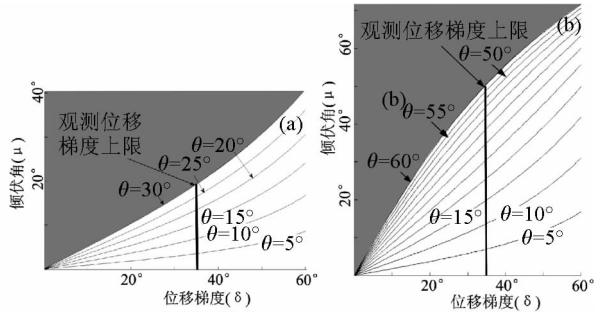 40°
20°
倾伏角(μ)
观测位移
梯度上限
(a)
θ=20°
θ=25°
θ=30°
θ=15°
θ=10°
θ=5°
20°
40°
60°
位移梯度(δ)
(b)
观测位移梯度上限
θ=50°
60°
(b)
θ=55°
40°
θ=60°
倾伏角(μ)
20°
θ=15°
θ=10°
θ=5°
0°
20°
40°
60°
位移梯度(δ)